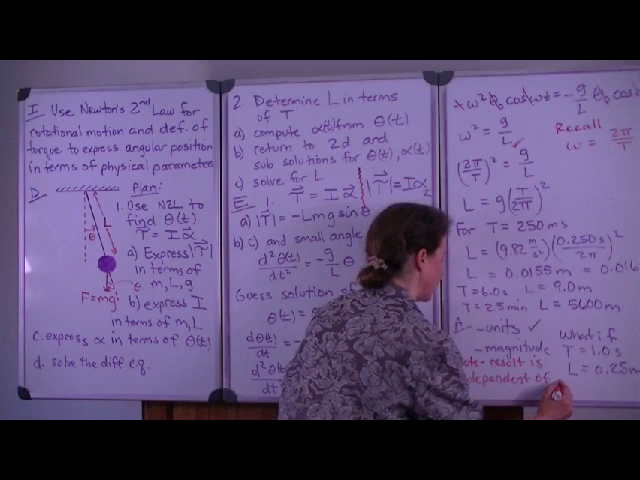 I. Use Newton's 2nd Law for
rotational motion and def. of
torque to express angular position
in terms of physical parameters
D.
Plan:
1. Use N2L to
find θ(t)
τ⃗ = I α⃗
a) Express |τ⃗|
in terms of
m, L, g
b) express I
in terms of m, L
c. express α in terms of θ(t)
d. solve the diff eq.
L
θ
θ
F = mg
2. Determine L in terms
of T
a) compute α(t) from θ(t)
b) return to 2d and
sub solutions for θ(t), α(t)
c) solve for L
E. 1.
τ⃗ = I α⃗
|τ⃗| = Iα
a) |τ⃗| = -Lmg sin θ
b) c) and small angle
d²θ(t)/dt² = -g/L θ
Guess solution
θ(t) =
dθ(t)/dt = -
d²θ(t)/dt
ω² = g/L
Recall
ω = 2π/T
(2π/T)² = g/L
L = g(T/2π)²
For T = 250 ms
L = (9.82 m/s²)(0.250 s/2π)²
L = 0.0155 m = 0.016
T = 6.0 s L = 9.0 m
T = 2.5 min L = 5600 m
A. - units ✓
- magnitude
What if
T = 1.0 s
L = 0.25 m
result is
of